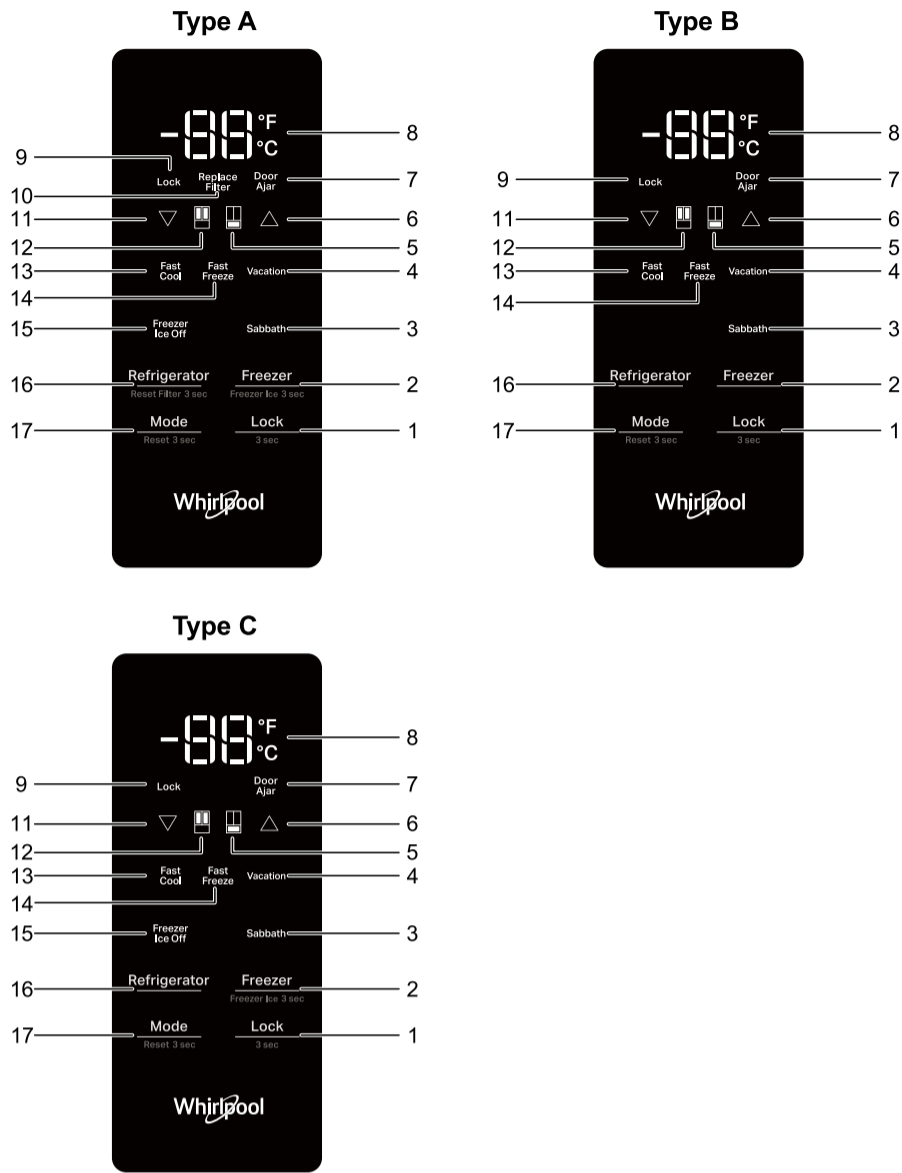 Type A
-88 °F
°C
8
9
Lock
Replace
Filter
Door
Ajar
7
10
11
6
12
5
13
Fast
Cool
Fast
Freeze
Vacation
4
14
15
Freezer
Ice Off
Sabbath
3
16
Refrigerator
Reset Filter 3 sec
Freezer
Freezer Ice 3 sec
2
17
Mode
Reset 3 sec
Lock
3 sec
1
Whirlpool
Type B
-88 °F
°C
8
9
Lock
Door
Ajar
7
11
6
12
5
13
Fast
Cool
Fast
Freeze
Vacation
4
14
Sabbath
3
16
Refrigerator
Freezer
2
17
Mode
Reset 3 sec
Lock
3 sec
1
Whirlpool
Type C
-88 °F
°C
8
9
Lock
Door
Ajar
7
11
6
12
5
13
Fast
Cool
Fast
Freeze
Vacation
4
14
15
Freezer
Ice Off
Sabbath
3
16
Refrigerator
Freezer
Freezer Ice 3 sec
2
17
Mode
Reset 3 sec
Lock
3 sec
1
Whirlpool